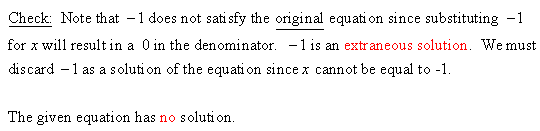 Check: Note that −1 does not satisfy the original equation since substituting −1
for x will result in a 0 in the denominator. −1 is an extraneous solution. We must
discard −1 as a solution of the equation since x cannot be equal to -1.
The given equation has no solution.